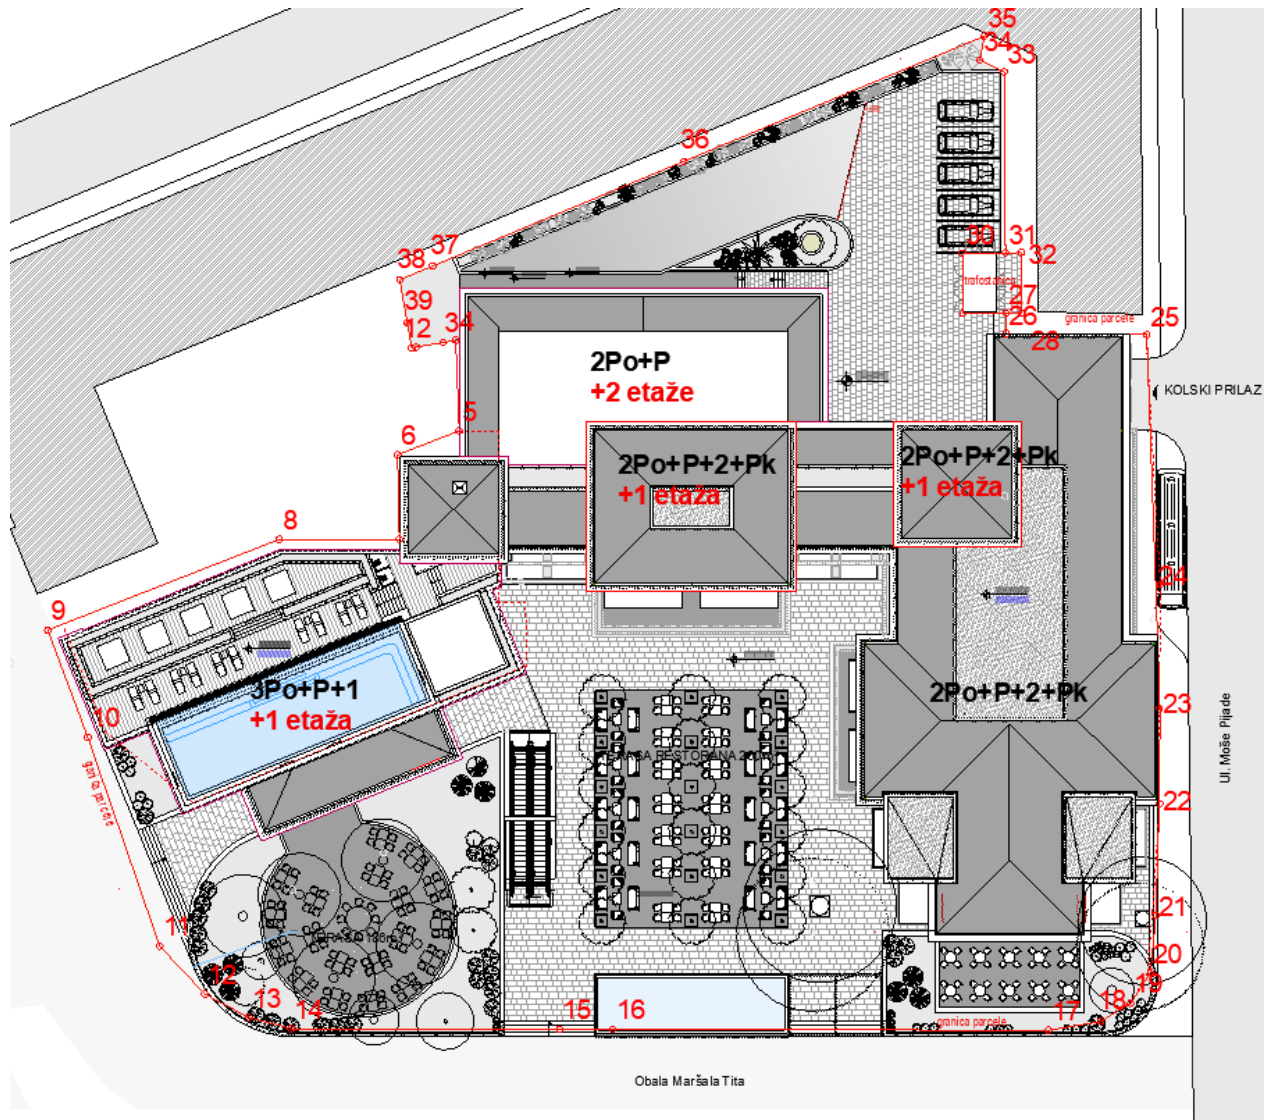 35
34
33
36
37
38
39
12
34
30
31
32
trafostanica
27
26
granica parcele
25
28
KOLSKI PRILAZ
2Po+P
+2 etaže
5
6
2Po+P+2+Pk
+1 etaža
2Po+P+2+Pk
+1 etaža
8
24
9
3Po+P+1
+1 etaža
2Po+P+2+Pk
10
23
Ul. Moše Pijade
granica parcele
22
11
21
20
12
19
13
14
15
16
17
18
granica parcele
Obala Maršala Tita